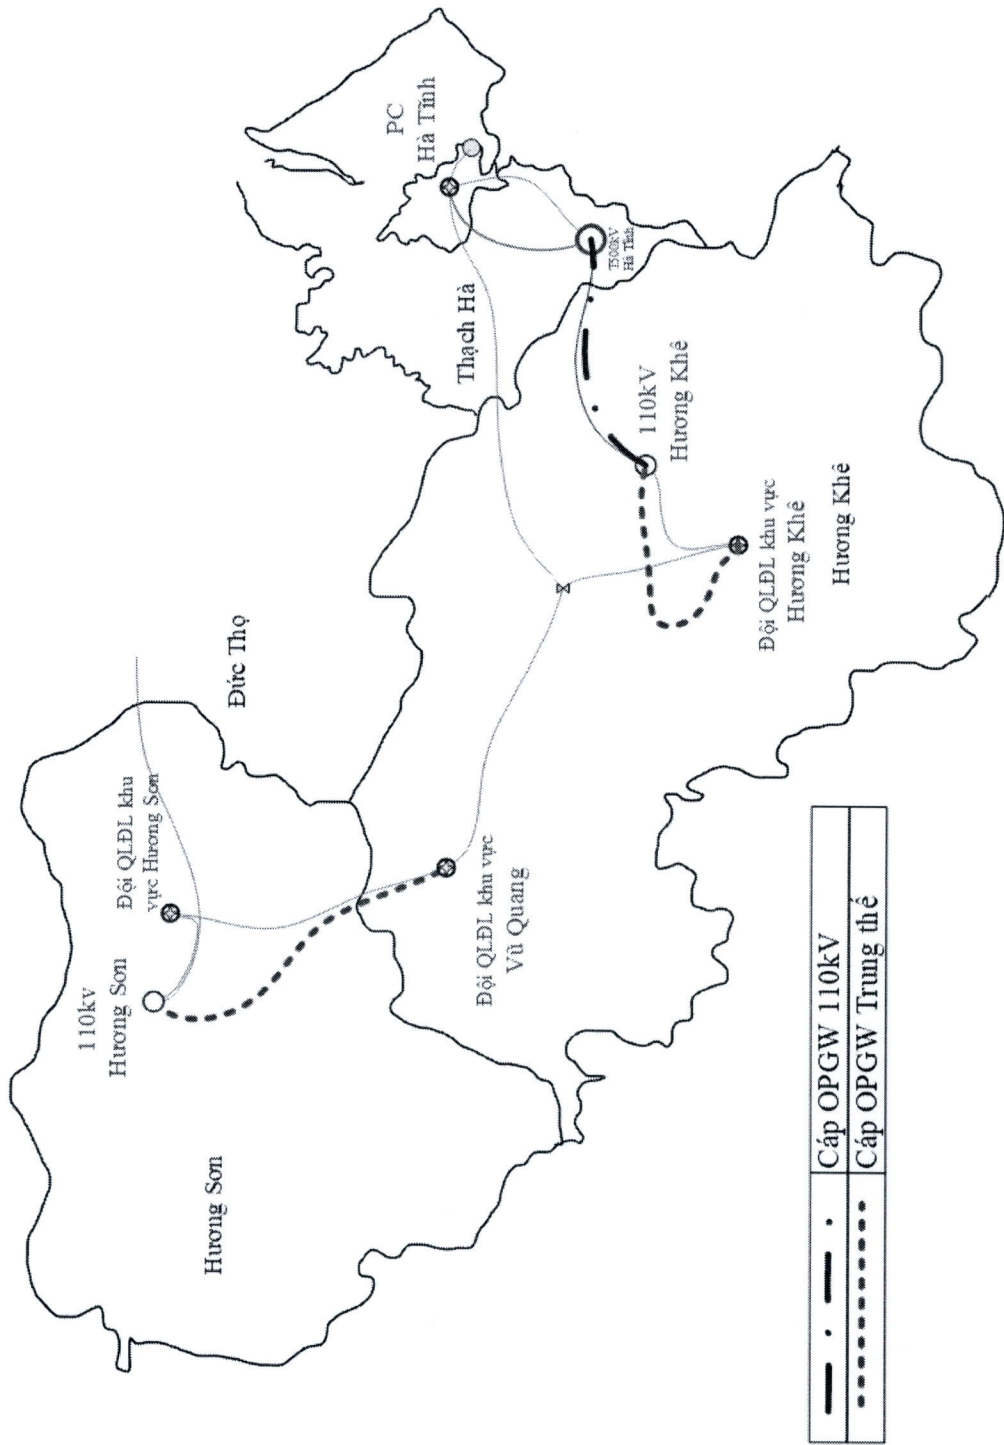 110kv
Hương Sơn
Đội QLĐL khu
vực Hương Sơn
Hương Sơn
Đức Thọ
Đội QLĐL khu vực
Vũ Quang
Thạch Hà
PC
Hà Tĩnh
T500kV
Hà Tĩnh
110kV
Hương Khê
Đội QLĐL khu vực
Hương Khê
Hương Khê
Cáp OPGW 110kV
Cáp OPGW Trung thế